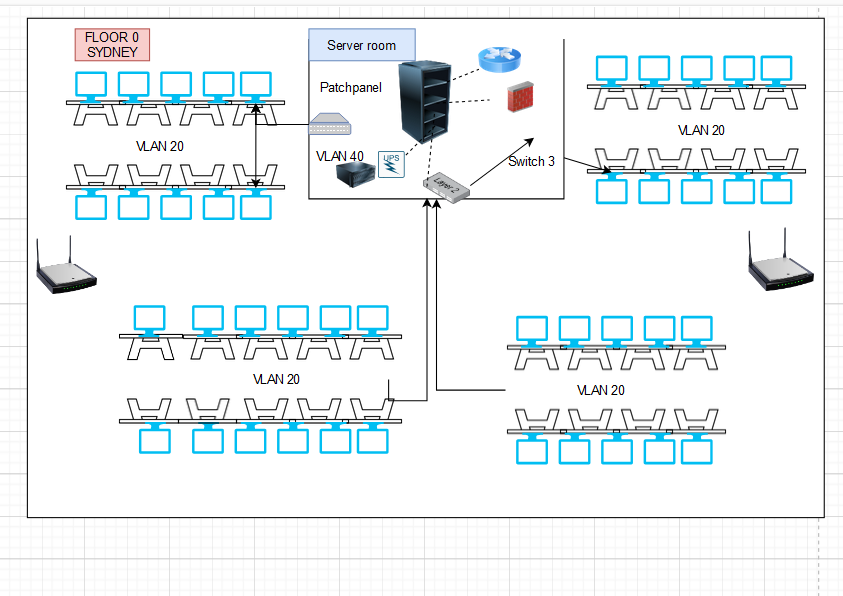 FLOOR 0
SYDNEY
Server room
Patchpanel
VLAN 20
VLAN 20
VLAN 40
UPS
Layer 2
Switch 3
VLAN 20
VLAN 20